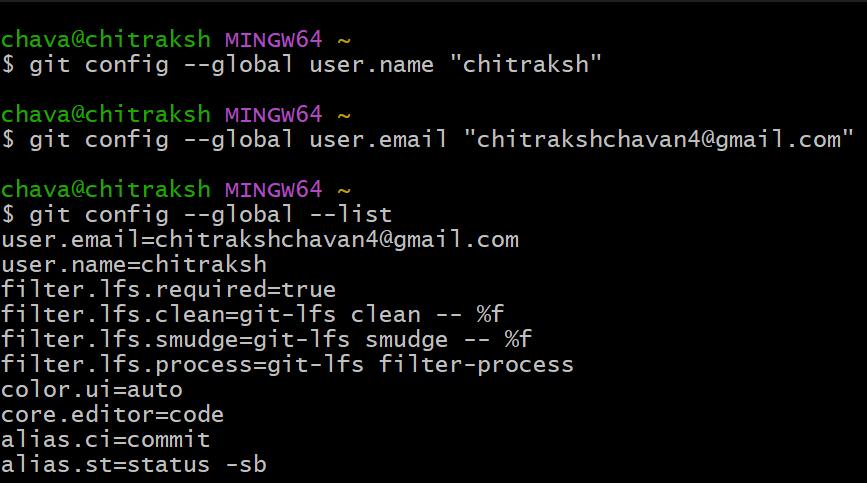 chava@chitraksh MINGW64 ~
$ git config --global user.name "chitraksh"
chava@chitraksh MINGW64 ~
$ git config --global user.email "chitrakshchavan4@gmail.com"
chava@chitraksh MINGW64 ~
$ git config --global --list
user.email=chitrakshchavan4@gmail.com
user.name=chitraksh
filter.lfs.required=true
filter.lfs.clean=git-lfs clean -- %f
filter.lfs.smudge=git-lfs smudge -- %f
filter.lfs.process=git-lfs filter-process
color.ui=auto
core.editor=code
alias.ci=commit
alias.st=status -sb